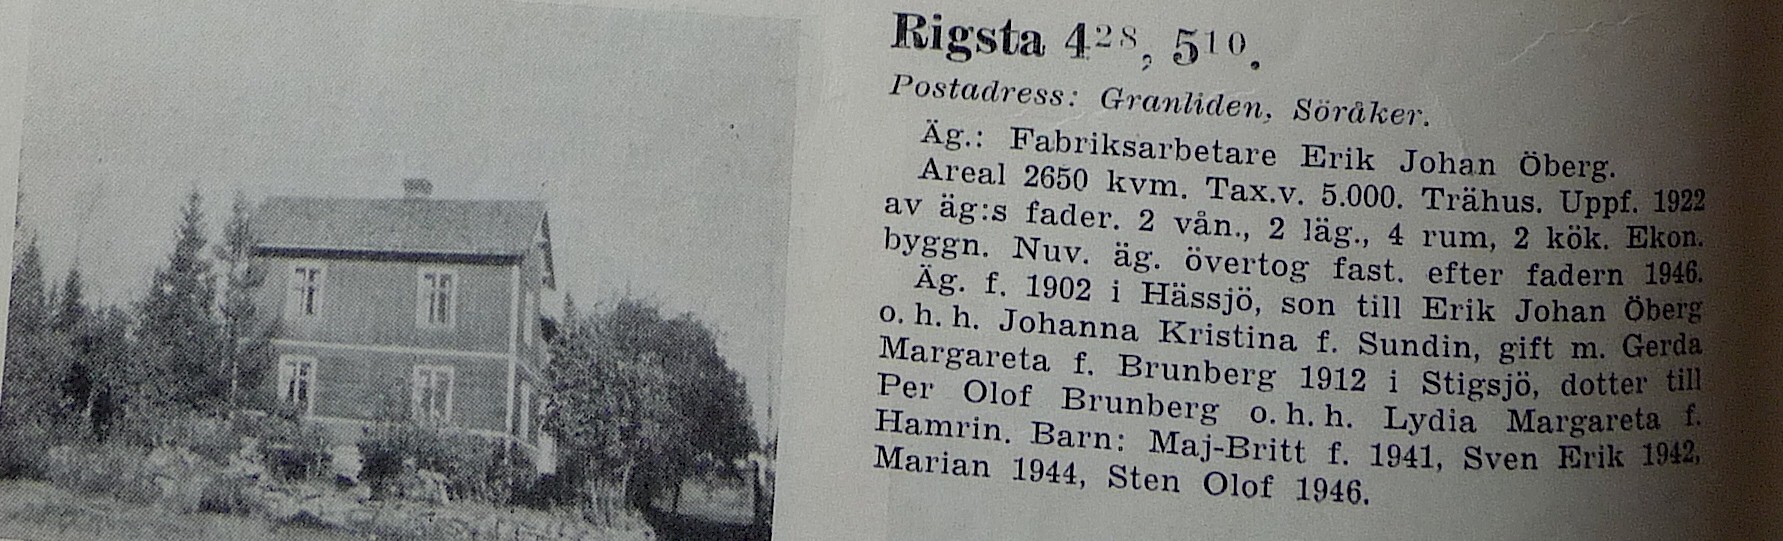 Rigsta 4²⁸, 5¹⁰.
Postadress: Granliden, Söråker.
Äg.: Fabriksarbetare Erik Johan Öberg.
Areal 2650 kvm. Tax.v. 5.000. Trähus. Uppf. 1922
av äg:s fader. 2 vån., 2 läg., 4 rum, 2 kök. Ekon.
byggn. Nuv. äg. övertog fast. efter fadern 1946.
Äg. f. 1902 i Hässjö, son till Erik Johan Öberg
o. h. h. Johanna Kristina f. Sundin, gift m. Gerda
Margareta f. Brunberg 1912 i Stigsjö, dotter till
Per Olof Brunberg o. h. h. Lydia Margareta f.
Hamrin. Barn: Maj-Britt f. 1941, Sven Erik 1942,
Marian 1944, Sten Olof 1946.